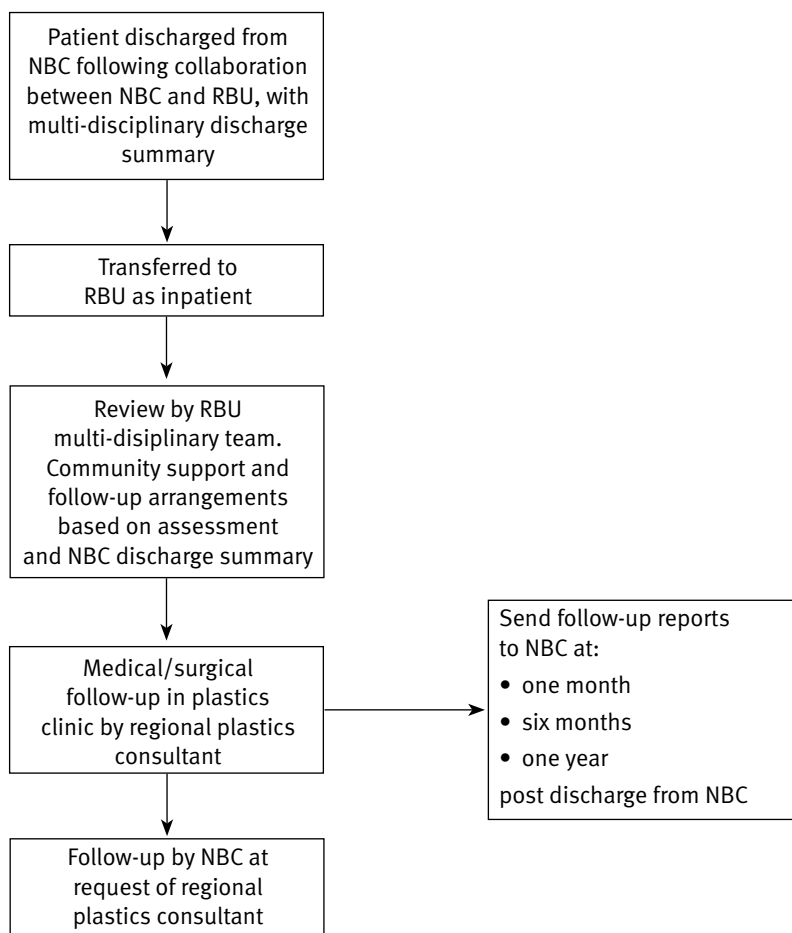 Patient discharged from
NBC following collaboration
between NBC and RBU, with
multi-disciplinary discharge
summary
Transferred to
RBU as inpatient
Review by RBU
multi-disiplinary team.
Community support and
follow-up arrangements
based on assessment
and NBC discharge summary
Medical/surgical
follow-up in plastics
clinic by regional plastics
consultant
Send follow-up reports
to NBC at:
• one month
• six months
• one year
post discharge from NBC
Follow-up by NBC at
request of regional
plastics consultant